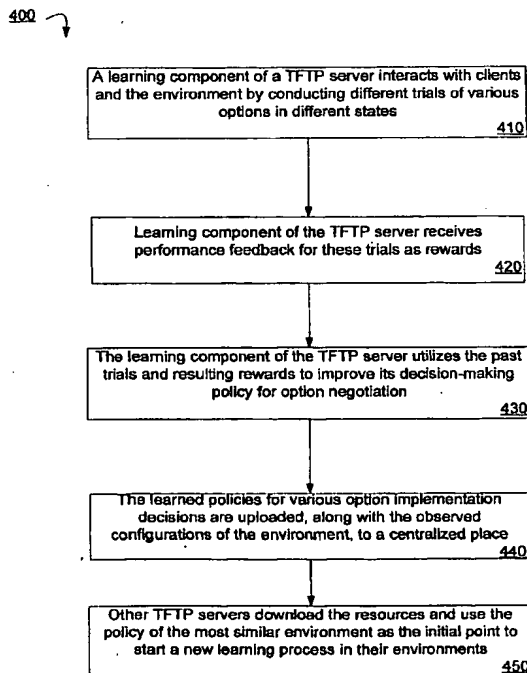 400
A learning component of a TFTP server interacts with clients
and the environment by conducting different trials of various
options in different states
410
Learning component of the TFTP server receives
performance feedback for these trials as rewards
420
The learning component of the TFTP server utilizes the past
trials and resulting rewards to improve its decision-making
policy for option negotiation
430
The learned policies for various option implementation
decisions are uploaded, along with the observed
configurations of the environment, to a centralized place
440
Other TFTP servers download the resources and use the
policy of the most similar environment as the initial point to
start a new learning process in their environments
450